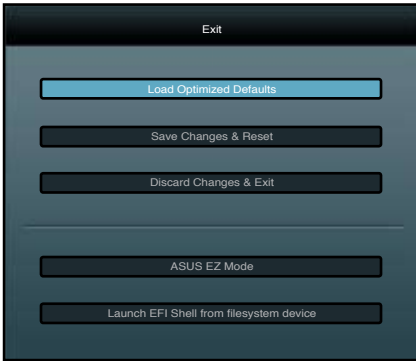 Exit
Load Optimized Defaults
Save Changes & Reset
Discard Changes & Exit
ASUS EZ Mode
Launch EFI Shell from filesystem device